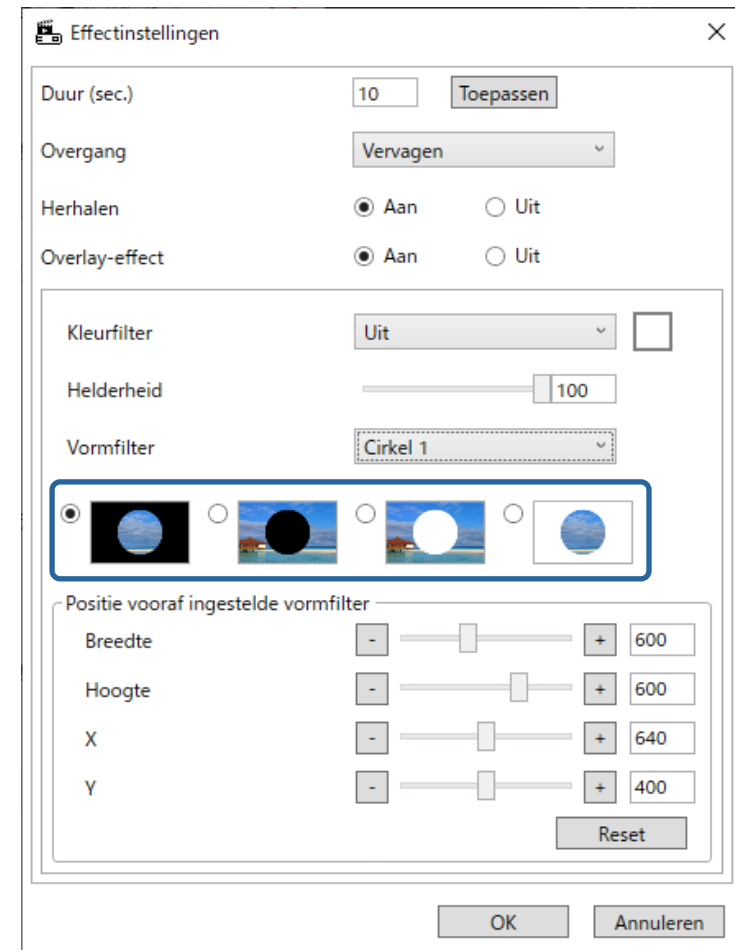 Effectinstellingen
Duur (sec.) 10 Toepassen
Overgang Vervagen
Herhalen Aan Uit
Overlay-effect Aan Uit
Kleurfilter Uit
Helderheid 100
Vormfilter Cirkel 1
Positie vooraf ingestelde vormfilter
Breedte - + 600
Hoogte - + 600
X - + 640
Y - + 400
Reset
OK Annuleren